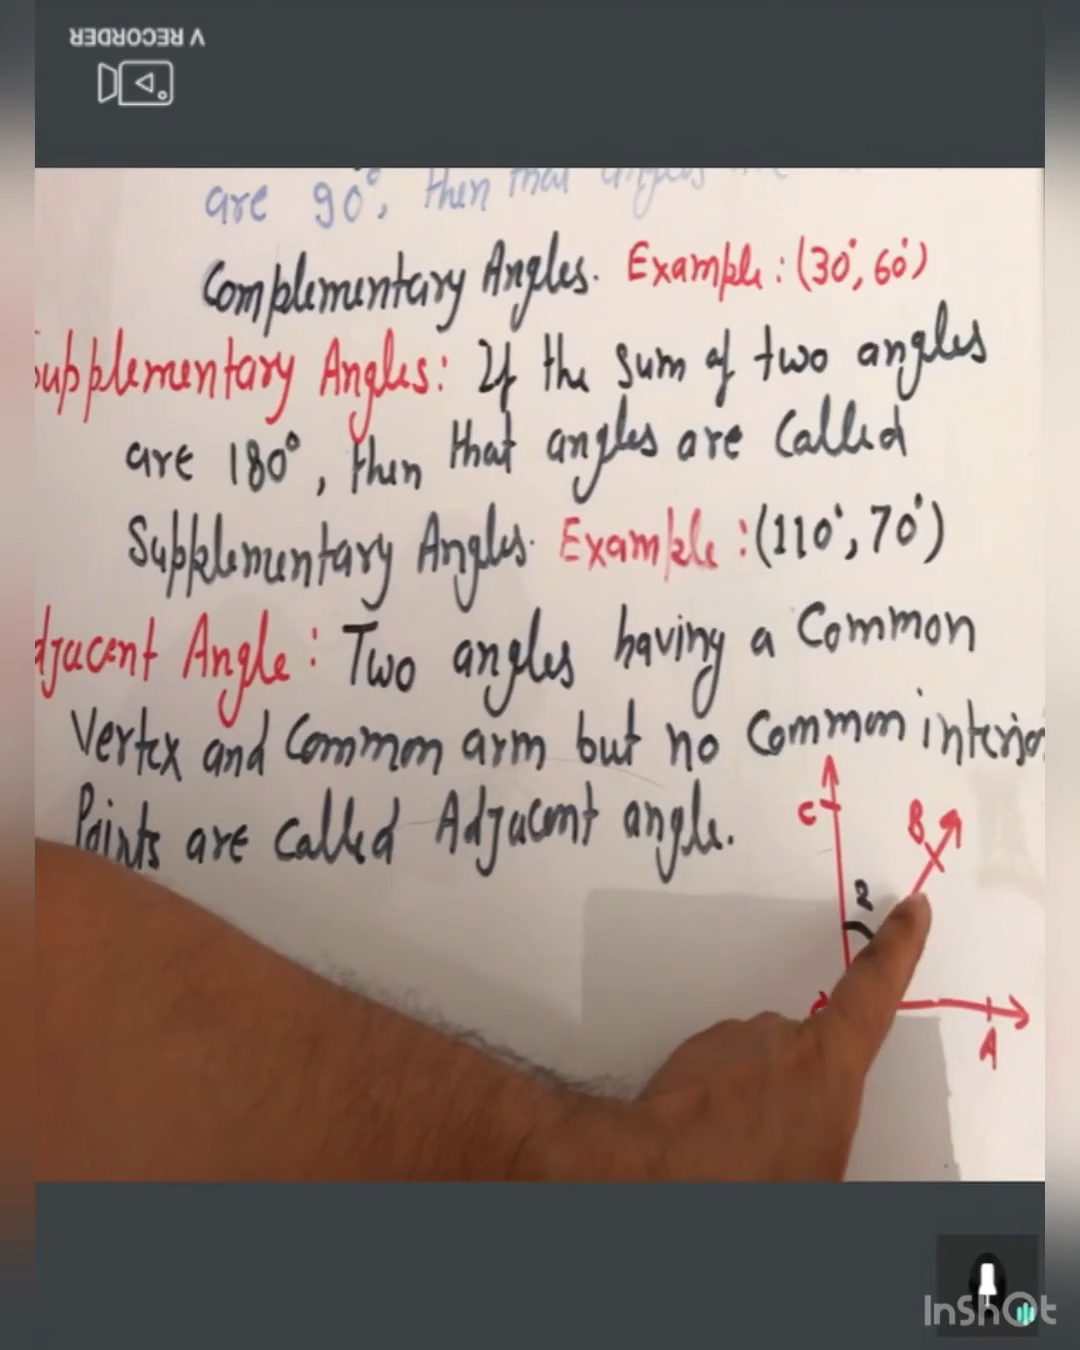 V RECORDER
are 90°, then that angles
Complementary Angles. Example: (30°, 60°)
Supplementary Angles: If the sum of two angles
are 180°, then that angles are Called
Supplementary Angles. Example: (110°, 70°)
djacent Angle: Two angles having a Common
Vertex and Common arm but no Common interior
Points are called Adjacent angle.
C
B
2
A
InShOt